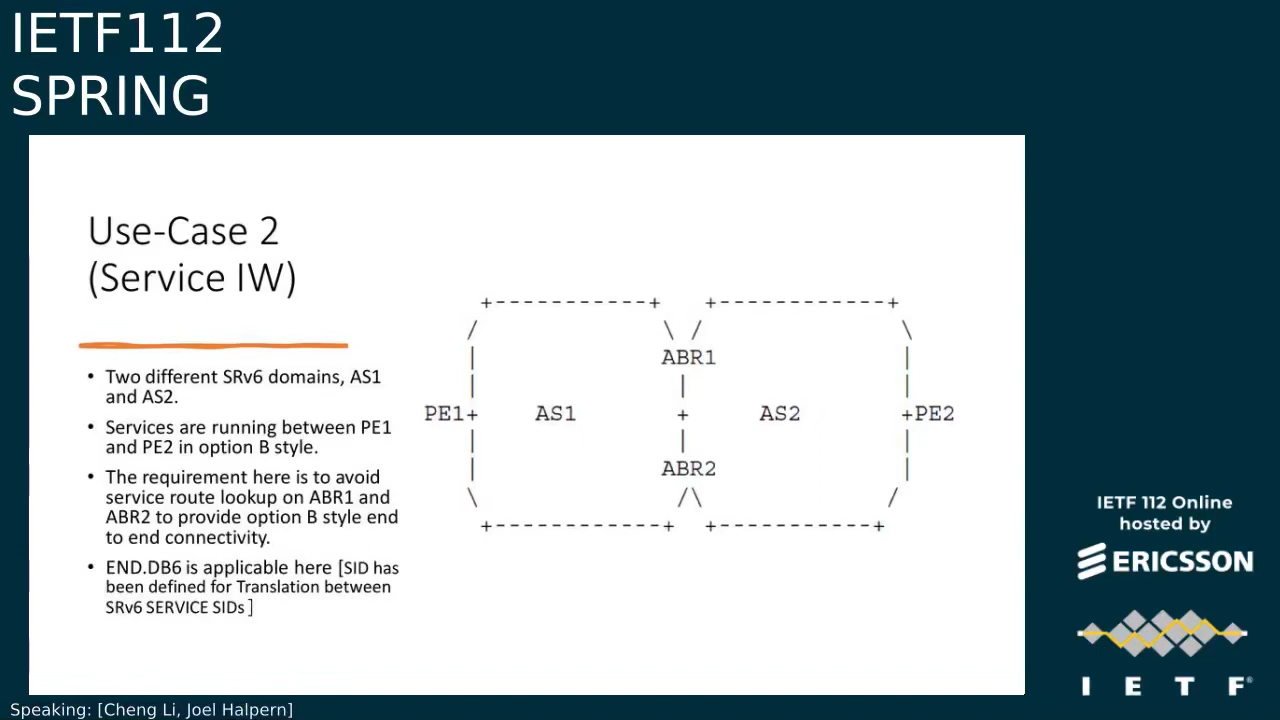 IETF112
SPRING
Use-Case 2
(Service IW)
• Two different SRv6 domains, AS1
and AS2.
• Services are running between PE1
and PE2 in option B style.
• The requirement here is to avoid
service route lookup on ABR1 and
ABR2 to provide option B style end
to end connectivity.
• END.DB6 is applicable here [SID has
been defined for Translation between
SRv6 SERVICE SIDs ]
+-----------+ +------------+
/ \ / \
| ABR1 |
| | |
PE1+ AS1 + AS2 +PE2
| | |
| ABR2 |
\ /\ /
+------------+ +-----------+
IETF 112 Online
hosted by
ERICSSON
I E T F®
Speaking: [Cheng Li, Joel Halpern]